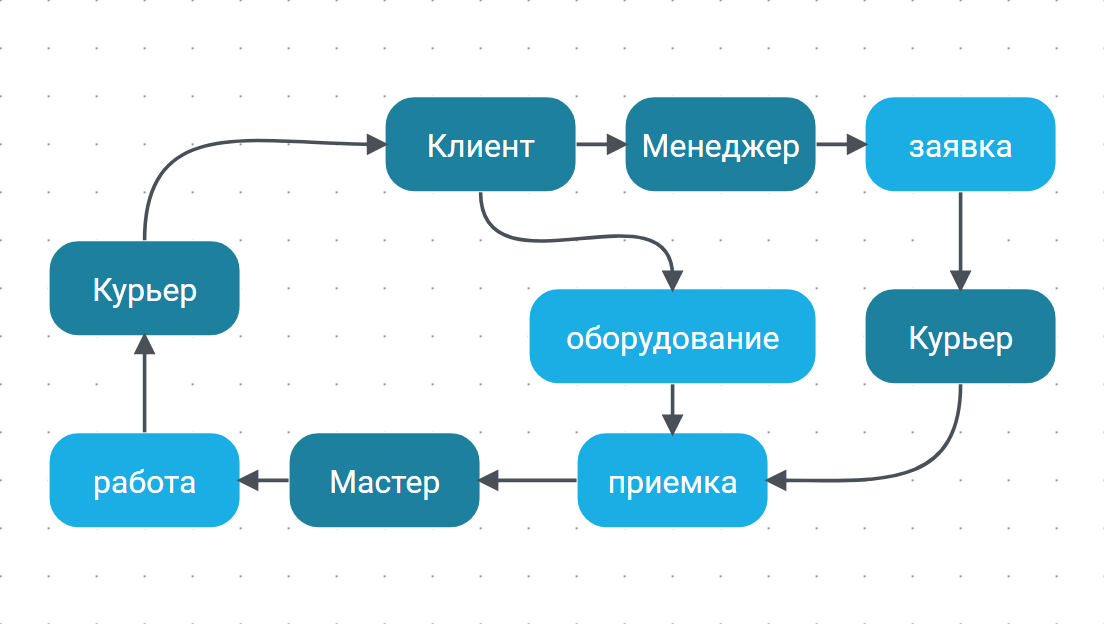 Клиент
Менеджер
заявка
Курьер
оборудование
Курьер
работа
Мастер
приемка